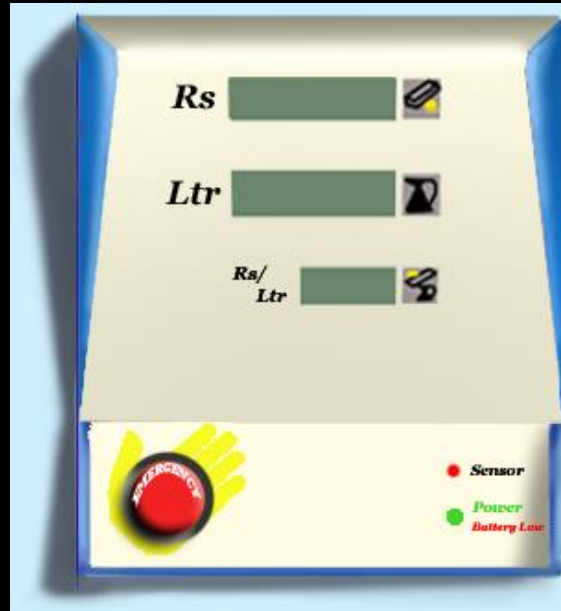 Rs
Ltr
Rs/
Ltr
EMERGENCY
Sensor
Power
Battery Low